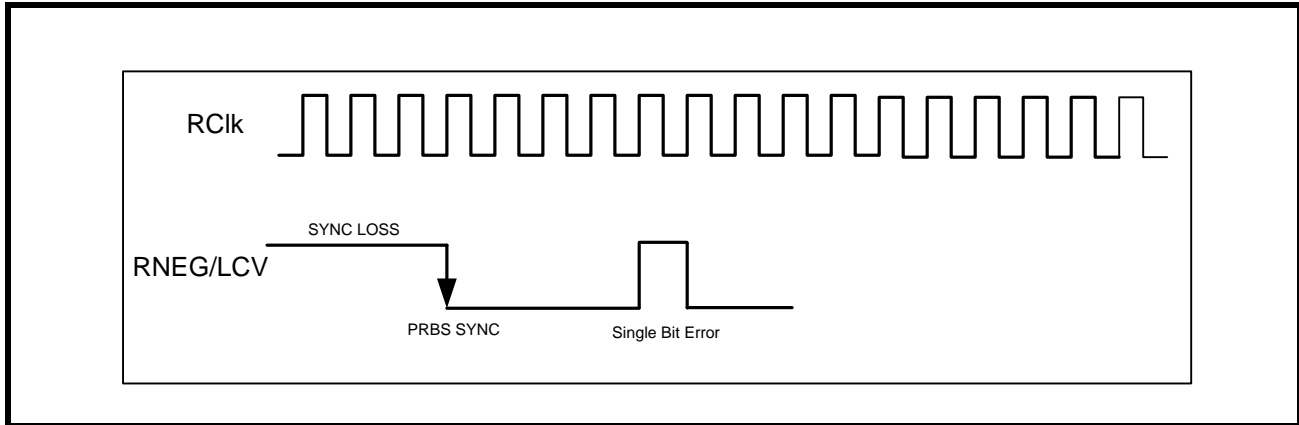 RClk
SYNC LOSS
RNEG/LCV
PRBS SYNC
Single Bit Error